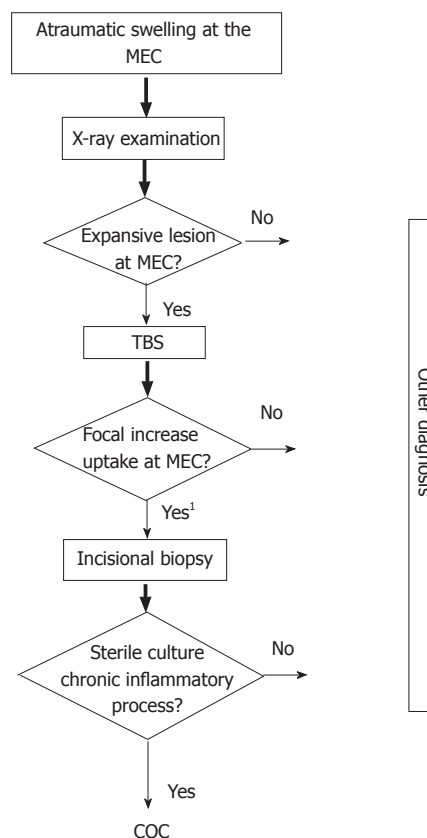 Atraumatic swelling at the
MEC
X-ray examination
Expansive lesion
at MEC?
No
Yes
TBS
Focal increase
uptake at MEC?
No
Yes¹
Incisional biopsy
Sterile culture
chronic inflammatory
process?
No
Yes
COC
Other diagnosis